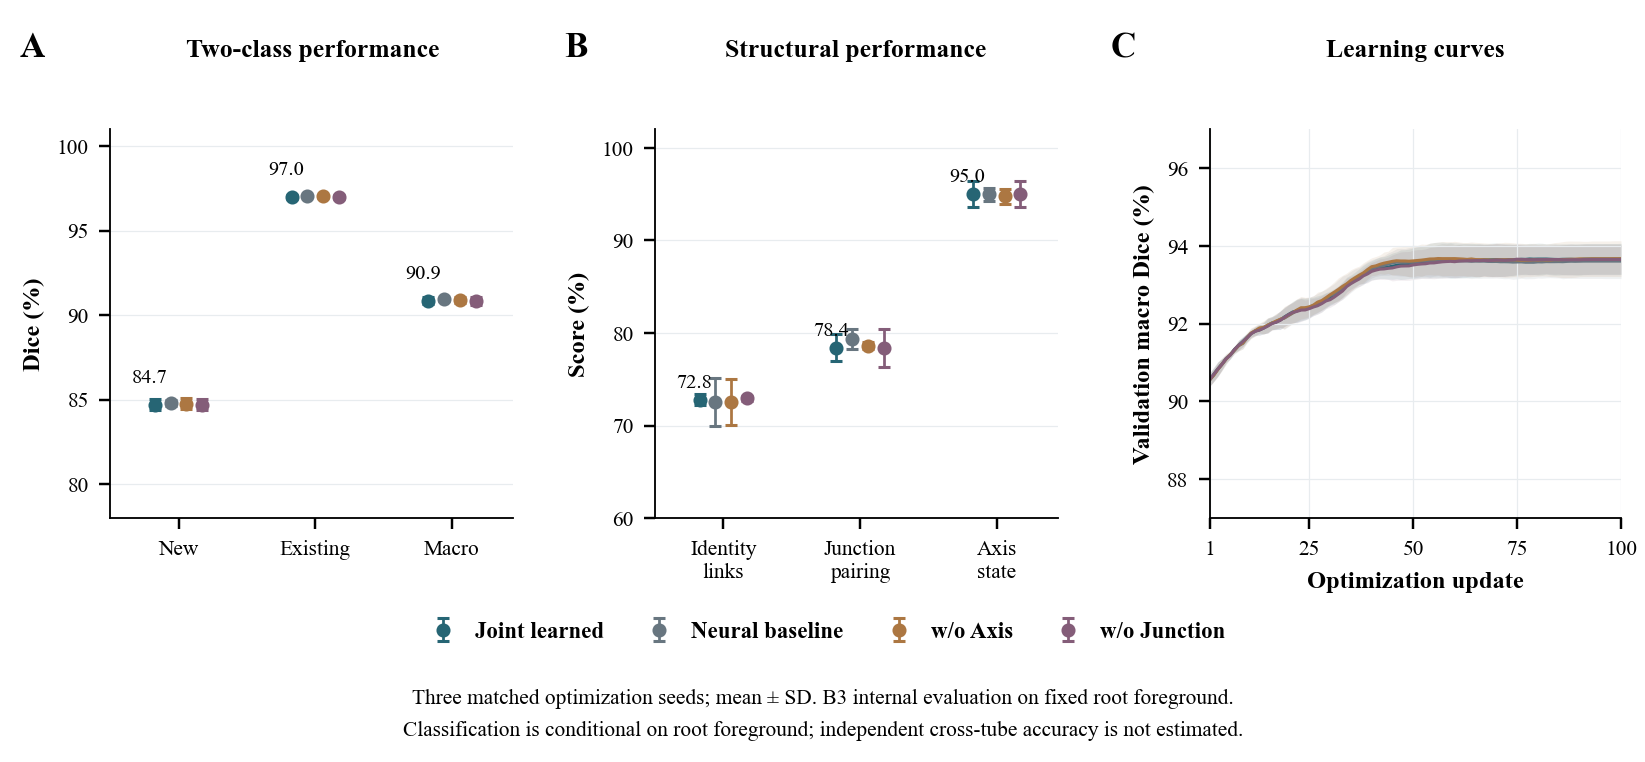 A
Two-class performance
100
95
90
85
80
Dice (%)
84.7
97.0
90.9
New
Existing
Macro
B
Structural performance
100
90
80
70
60
Score (%)
72.8
78.4
95.0
Identity
links
Junction
pairing
Axis
state
C
Learning curves
96
94
92
90
88
Validation macro Dice (%)
1
25
50
75
100
Optimization update
Joint learned
Neural baseline
w/o Axis
w/o Junction
Three matched optimization seeds; mean ± SD. B3 internal evaluation on fixed root foreground.
Classification is conditional on root foreground; independent cross-tube accuracy is not estimated.